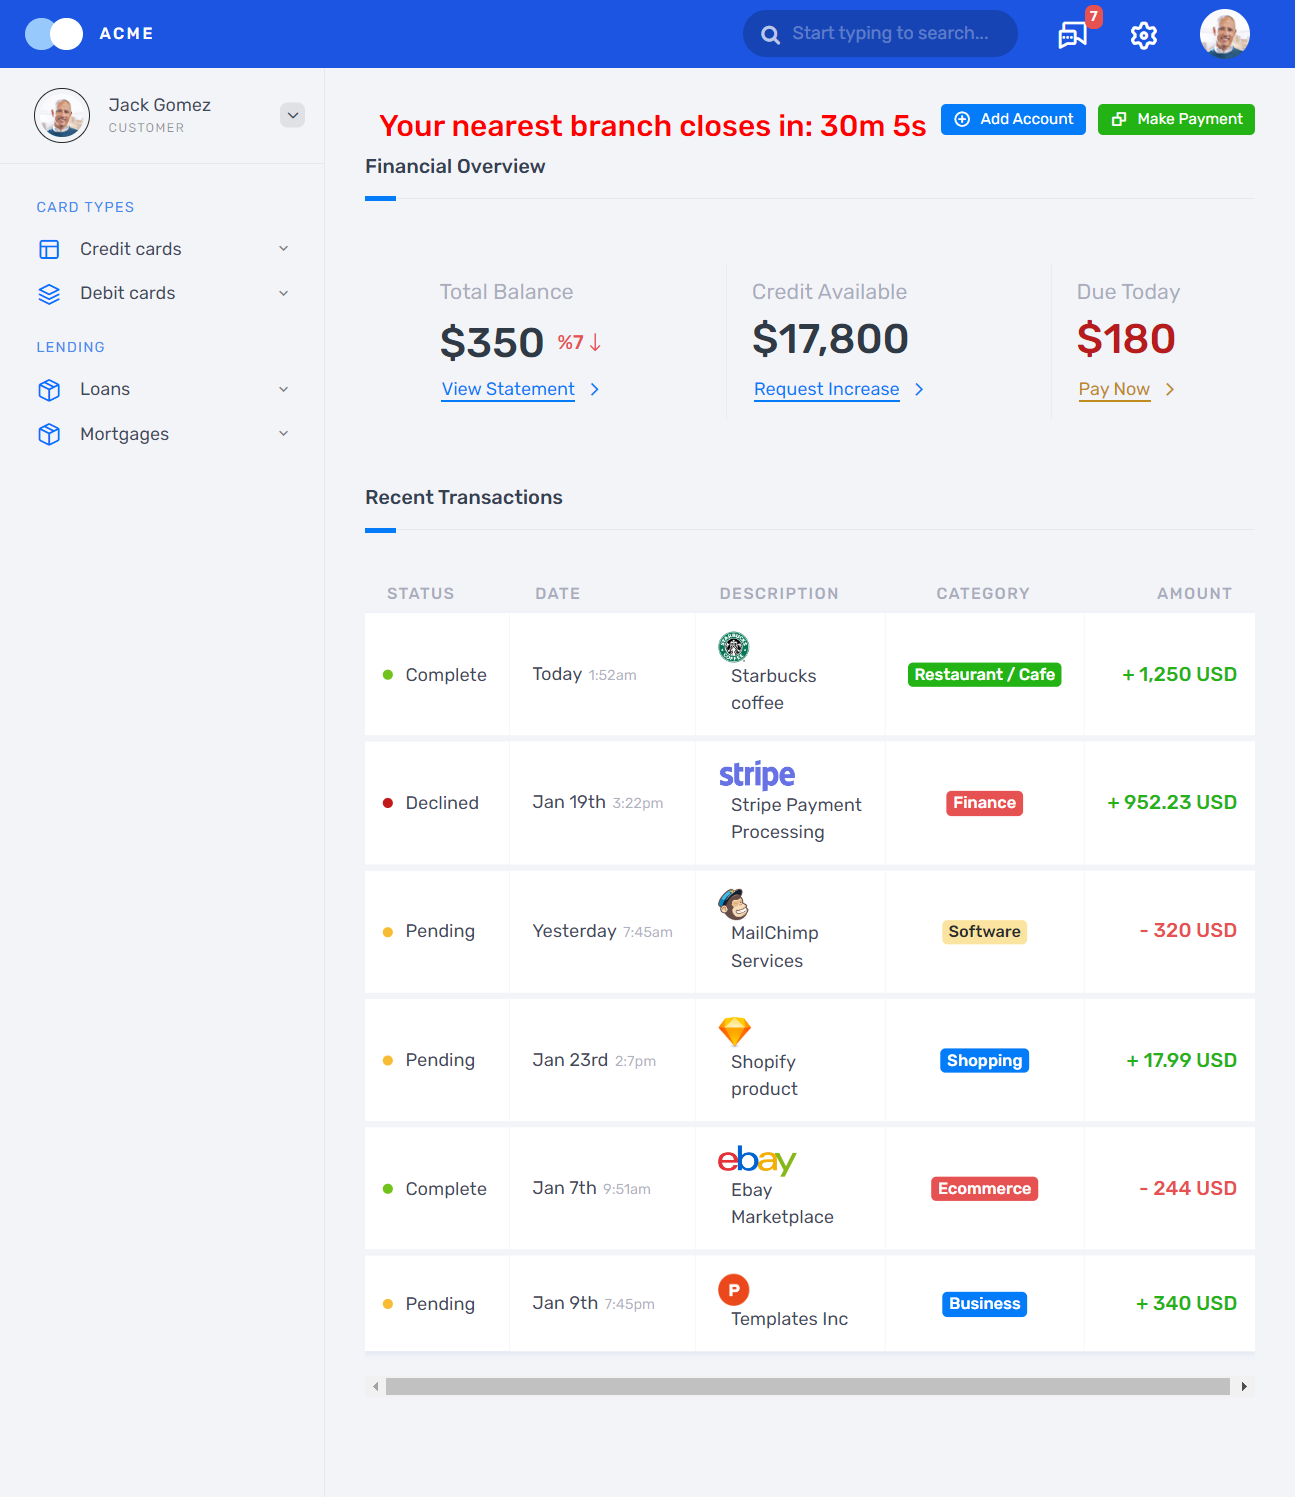 ACME
Start typing to search...
7
Jack Gomez
CUSTOMER
Your nearest branch closes in: 30m 5s
Add Account
Make Payment
Financial Overview
CARD TYPES
Credit cards
Debit cards
LENDING
Loans
Mortgages
Total Balance
$350 %7
View Statement
Credit Available
$17,800
Request Increase
Due Today
$180
Pay Now
Recent Transactions
STATUS DATE DESCRIPTION CATEGORY AMOUNT
Complete Today 1:52am Starbucks coffee Restaurant / Cafe + 1,250 USD
stripe
Declined Jan 19th 3:22pm Stripe Payment Processing Finance + 952.23 USD
Pending Yesterday 7:45am MailChimp Services Software - 320 USD
Pending Jan 23rd 2:7pm Shopify product Shopping + 17.99 USD
ebay
Complete Jan 7th 9:51am Ebay Marketplace Ecommerce - 244 USD
P
Pending Jan 9th 7:45pm Templates Inc Business + 340 USD